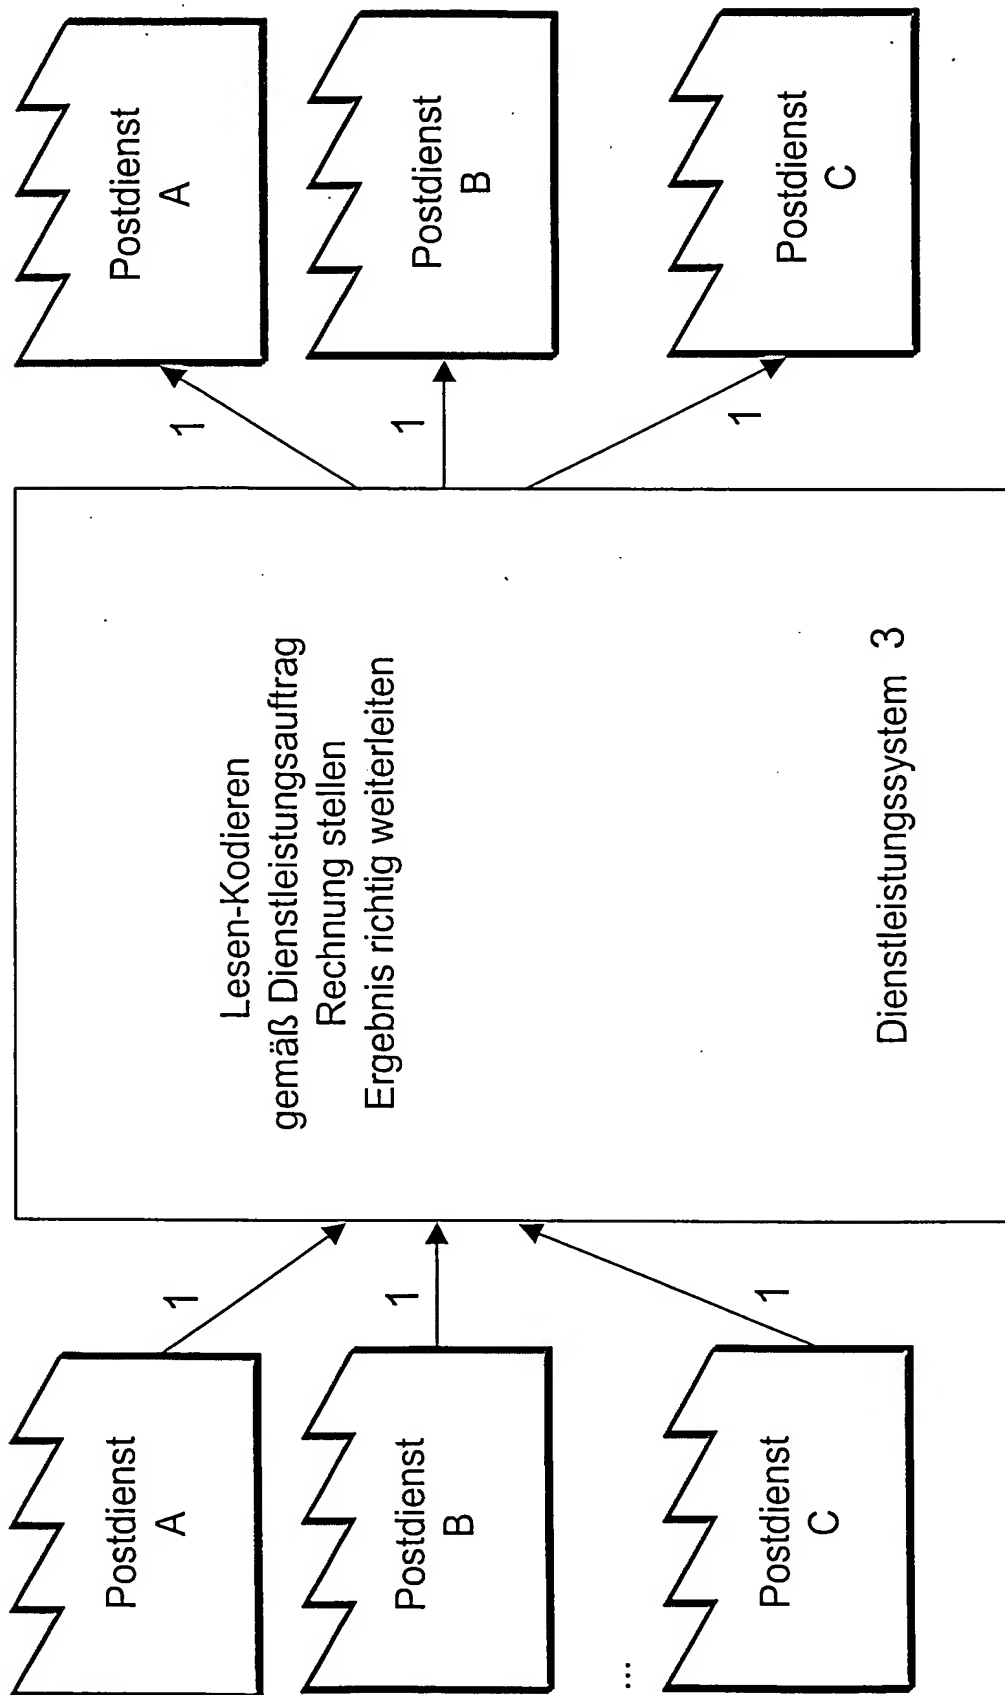 Postdienst
A
Postdienst
B
...
Postdienst
C
1
1
1
Lesen-Kodieren
gemäß Dienstleistungsauftrag
Rechnung stellen
Ergebnis richtig weiterleiten
Dienstleistungssystem 3
1
1
1
Postdienst
A
Postdienst
B
Postdienst
C